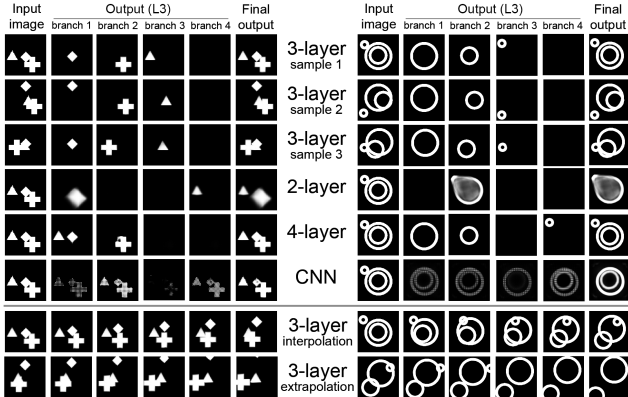 Input image Output (L3) Final output Input image Output (L3) Final output
branch 1 branch 2 branch 3 branch 4 branch 1 branch 2 branch 3 branch 4
3-layer
sample 1
3-layer
sample 2
3-layer
sample 3
2-layer
4-layer
CNN
3-layer
interpolation
3-layer
extrapolation